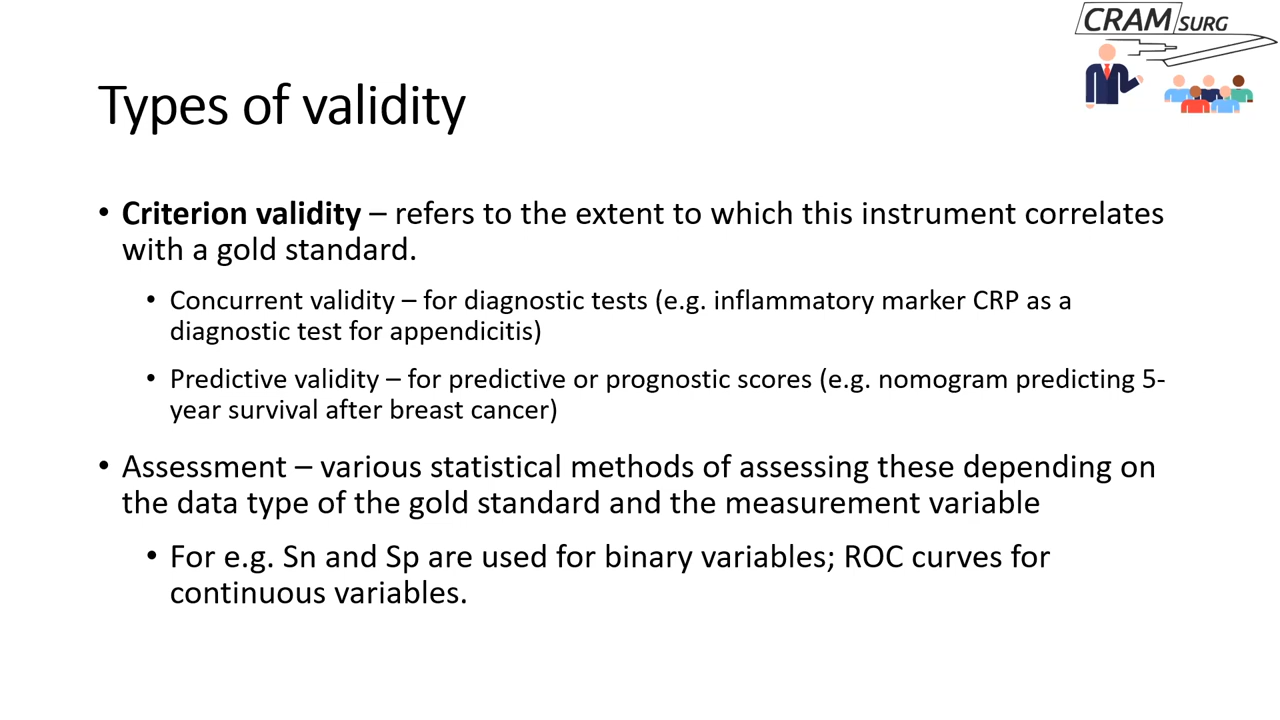 CRAM SURG
Types of validity
• Criterion validity – refers to the extent to which this instrument correlates
with a gold standard.
• Concurrent validity – for diagnostic tests (e.g. inflammatory marker CRP as a
diagnostic test for appendicitis)
• Predictive validity – for predictive or prognostic scores (e.g. nomogram predicting 5-
year survival after breast cancer)
• Assessment – various statistical methods of assessing these depending on
the data type of the gold standard and the measurement variable
• For e.g. Sn and Sp are used for binary variables; ROC curves for
continuous variables.